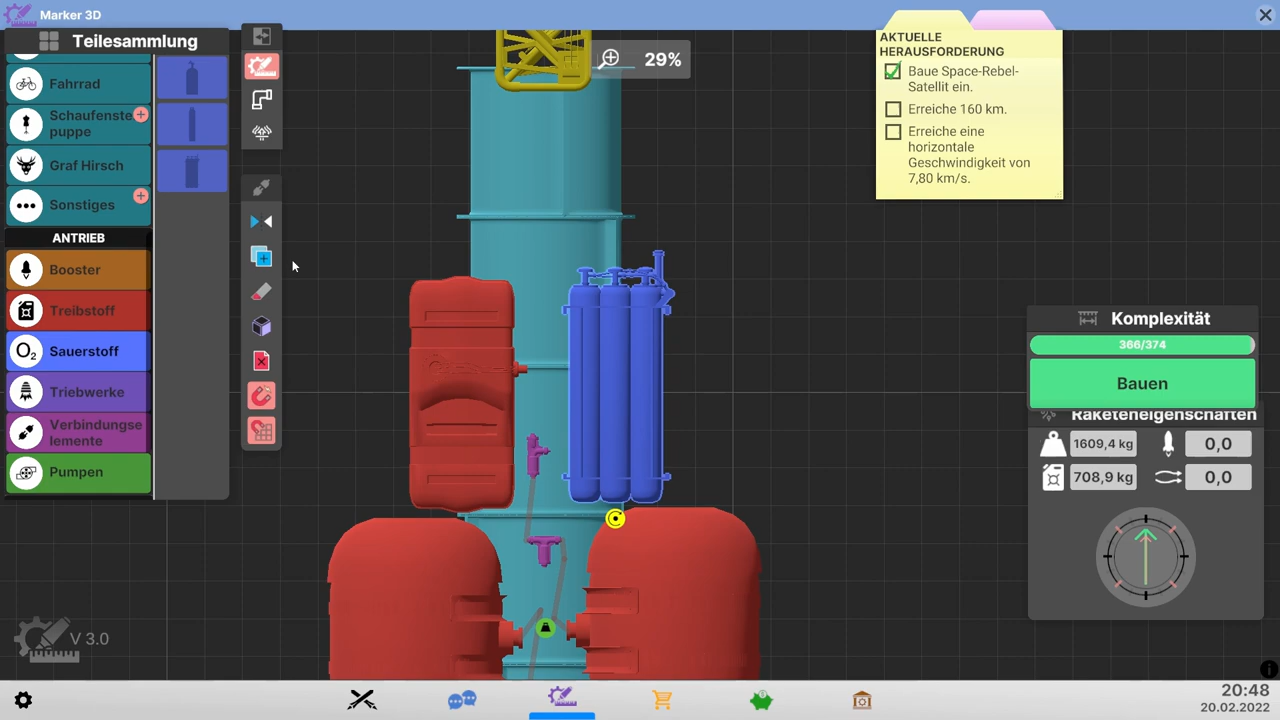 Marker 3D
Teilesammlung
29%
Fahrrad
Schaufenste
puppe
Graf Hirsch
Sonstiges
ANTRIEB
Booster
Treibstoff
O2 Sauerstoff
Triebwerke
Verbindungse
lemente
Pumpen
V 3.0
AKTUELLE
HERAUSFORDERUNG
Baue Space-Rebel-
Satellit ein.
Erreiche 160 km.
Erreiche eine
horizontale
Geschwindigkeit von
7,80 km/s.
Komplexität
366/374
Bauen
Raketeneigenschaften
1609,4 kg
0,0
708,9 kg
0,0
20:48
20.02.2022